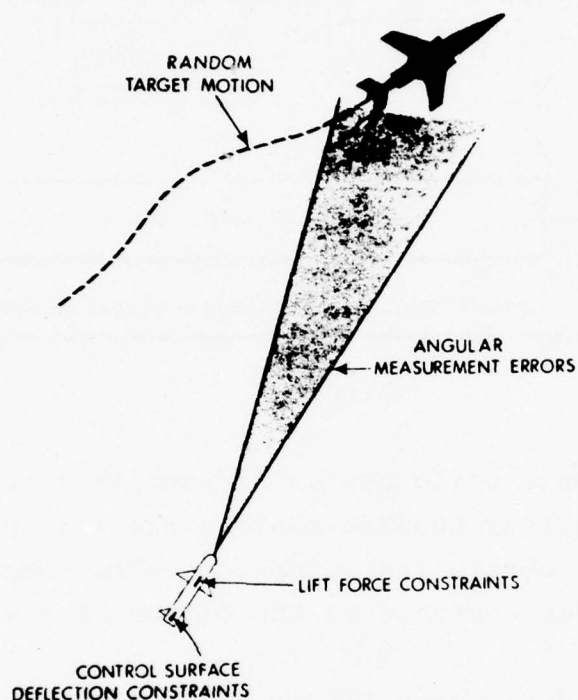 RANDOM
TARGET MOTION
ANGULAR
MEASUREMENT ERRORS
LIFT FORCE CONSTRAINTS
CONTROL SURFACE
DEFLECTION CONSTRAINTS